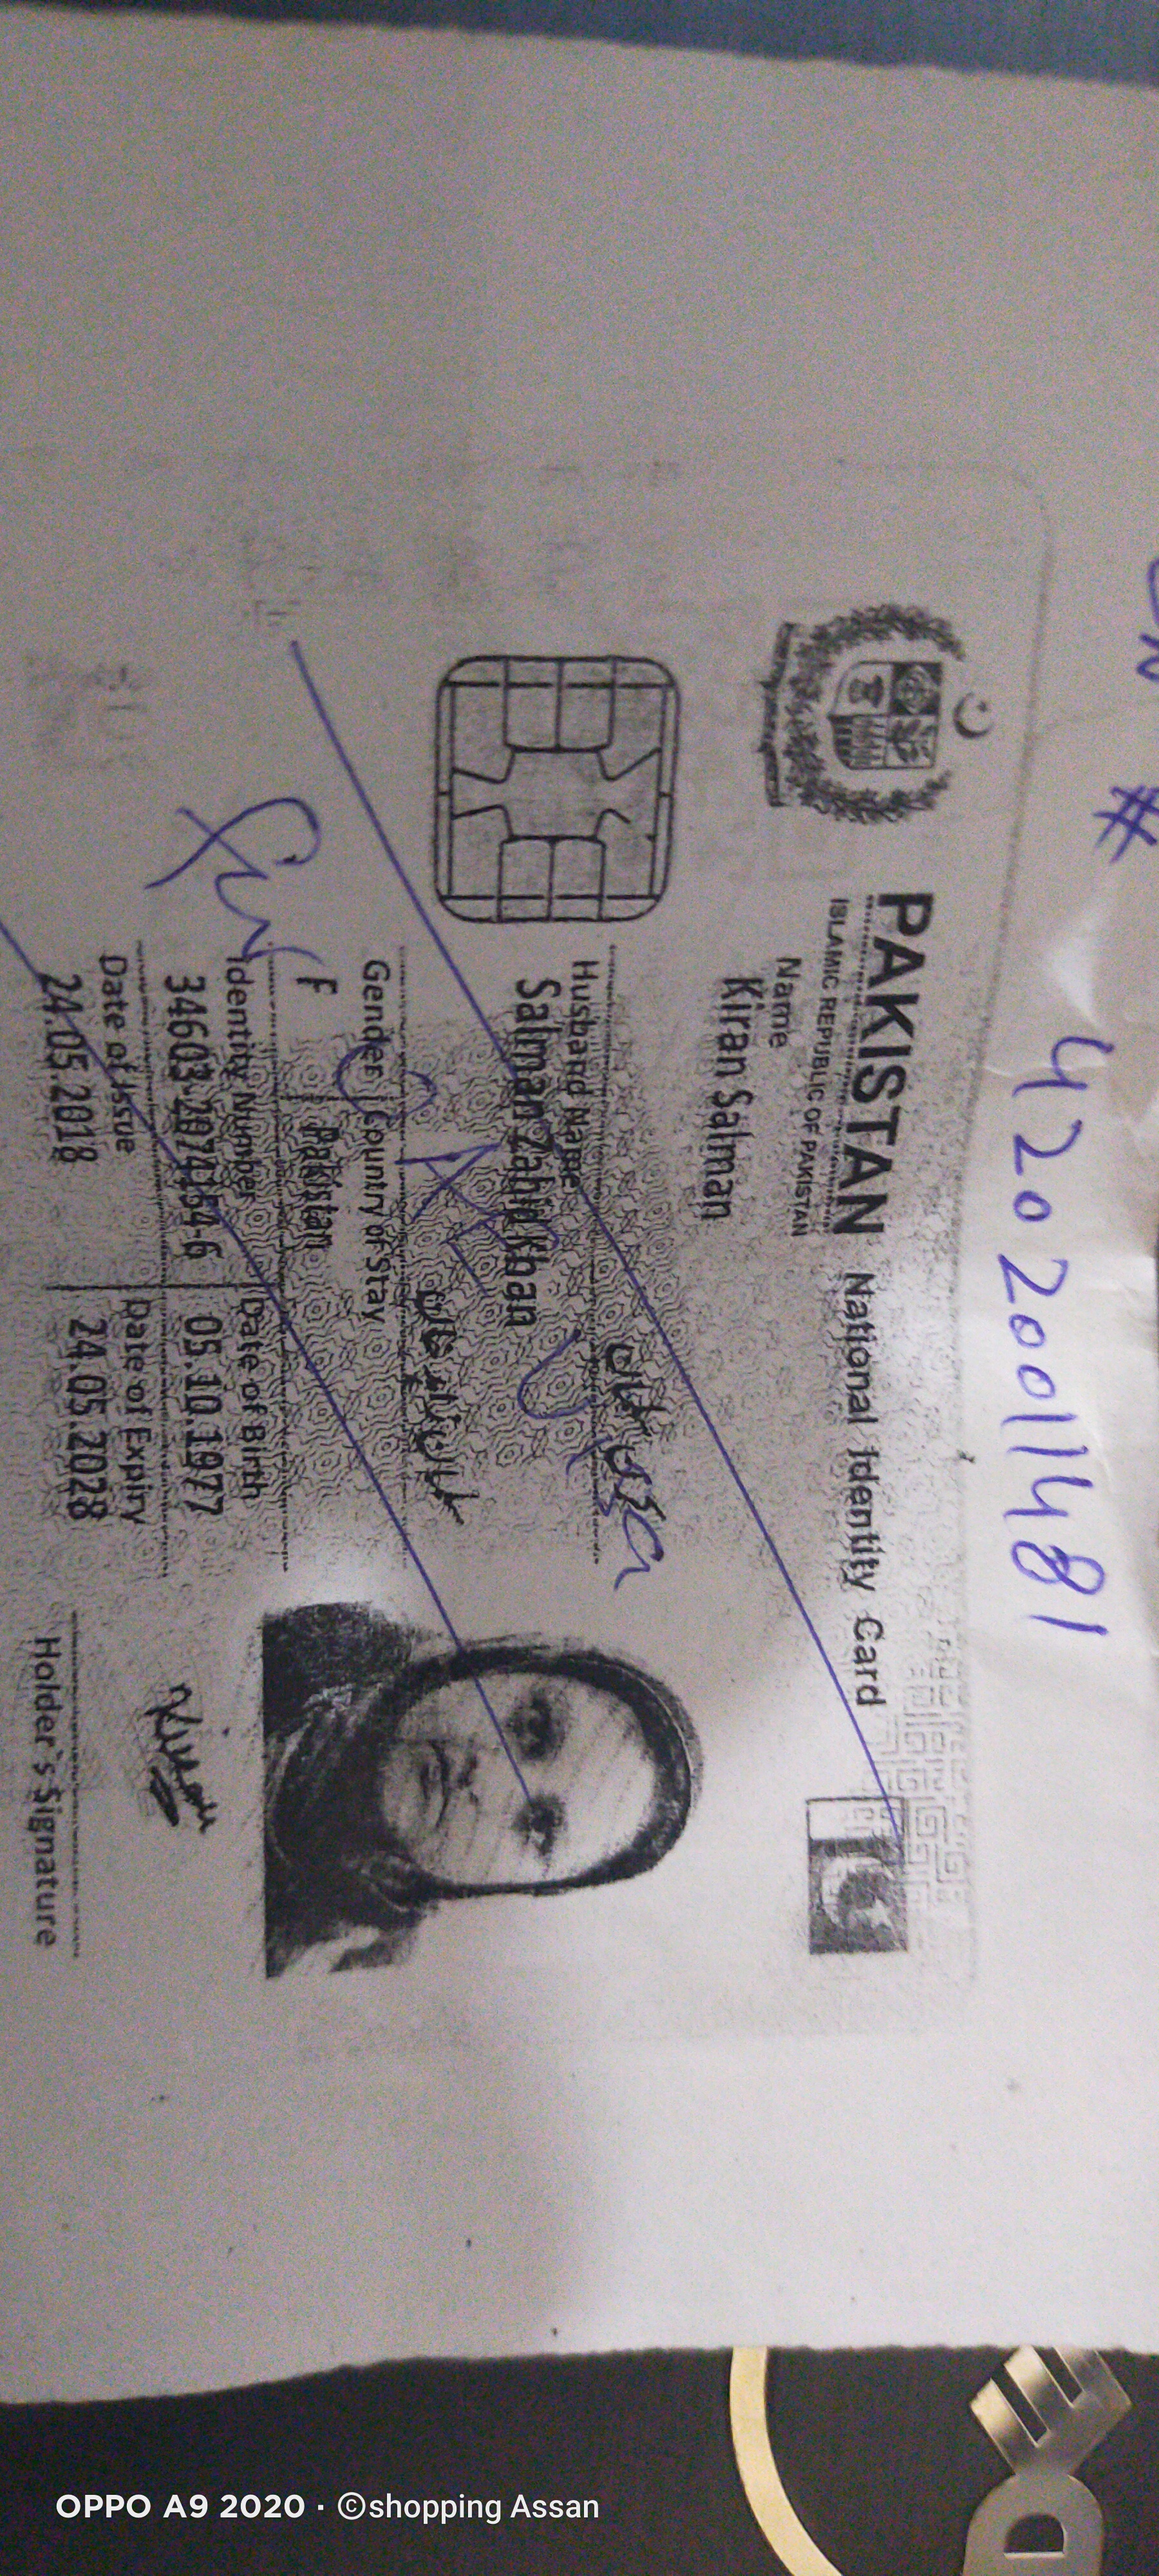 # 42020011481
PAKISTAN National Identity Card
ISLAMIC REPUBLIC OF PAKISTAN
Name
Kiran Salman
Husband Name
Salman Zahid Khan
Gender
Country of Stay
F
Pakistan
Identity Number
Date of Birth
34603-2874454-6
05.10.1977
Date of Issue
Date of Expiry
24.05.2018
24.05.2028
Holder's Signature
OPPO A9 2020 · ©shopping Assan